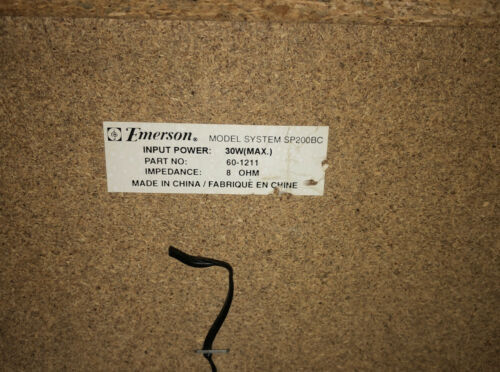 Emerson® MODEL SYSTEM SP200BC
INPUT POWER: 30W(MAX.)
PART NO: 60-1211
IMPEDANCE: 8 OHM
MADE IN CHINA / FABRIQUÉ EN CHINE